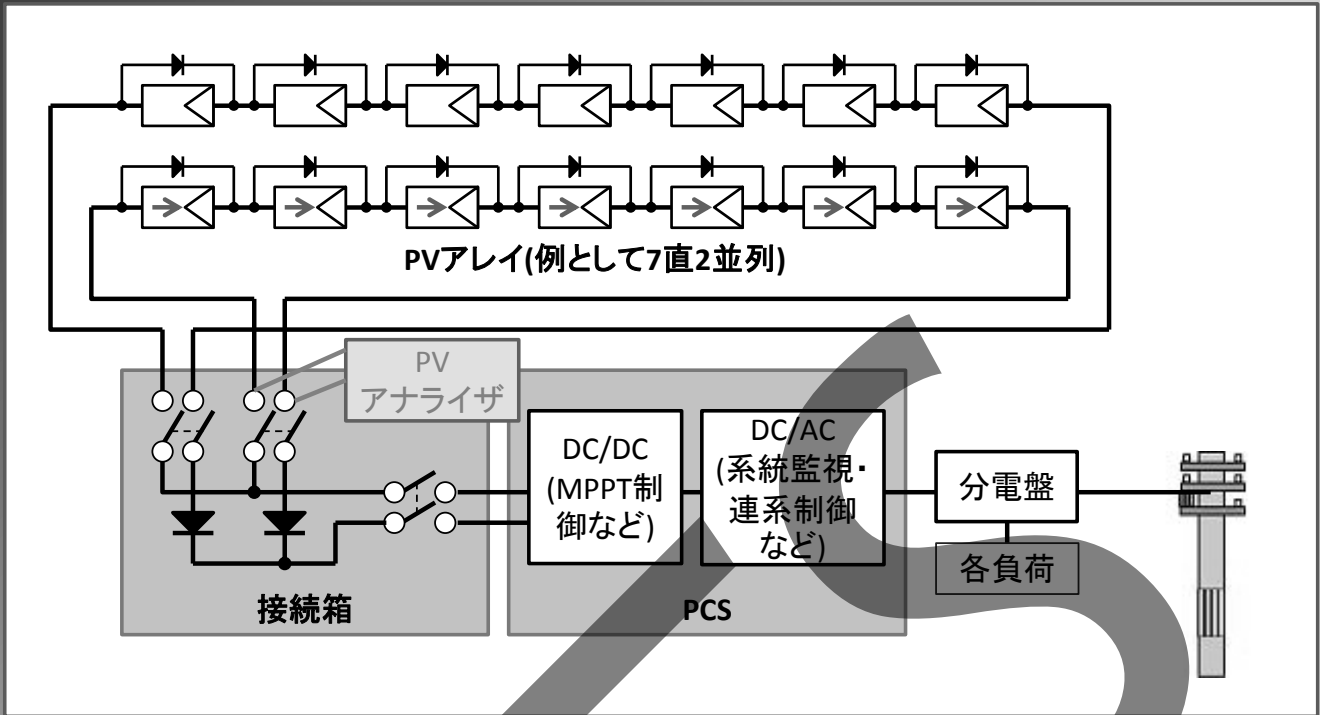 PVアレイ(例として7直2並列)
PV
アナライザ
DC/DC
(MPPT制
御など)
DC/AC
(系統監視・
連系制御
など)
分電盤
各負荷
接続箱
PCS